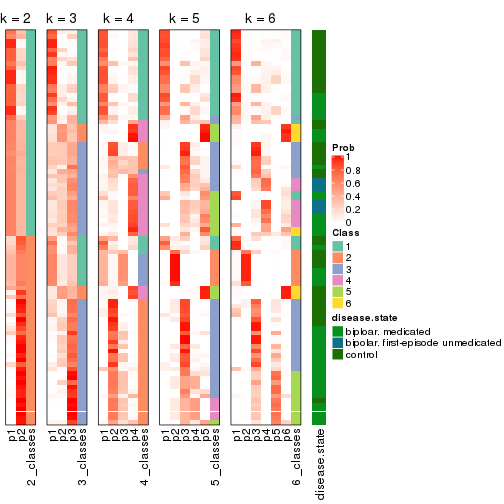 k = 2 k = 3 k = 4 k = 5 k = 6
Prob
1
0.8
0.6
0.4
0.2
0
Class
1
2
3
4
5
6
disease.state
biploar, medicated
bipolar, first-episode unmedicated
control
p1 p2 2_classes p1 p2 p3 3_classes p1 p2 p3 p4 4_classes p1 p2 p3 p4 p5 5_classes p1 p2 p3 p4 p5 p6 6_classes disease.state